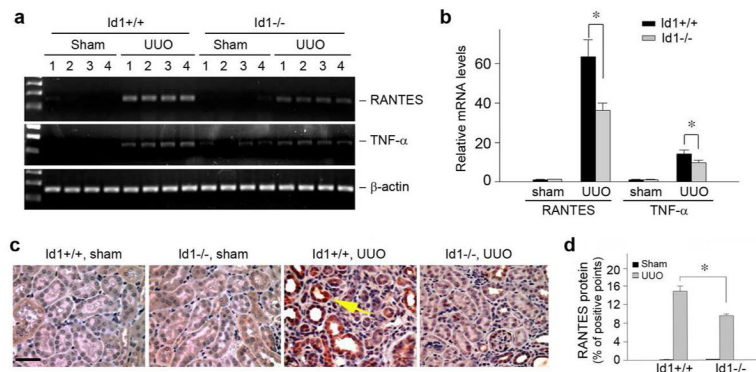 a
Id1+/+ Id1-/-
Sham UUO Sham UUO
1 2 3 4 1 2 3 4 1 2 3 4 1 2 3 4
RANTES
TNF-α
β-actin
b
Id1+/+
Id1-/-
Relative mRNA levels
60
40
20
0
*
*
sham UUO sham UUO
RANTES TNF-α
c
Id1+/+, sham Id1-/-, sham Id1+/+, UUO Id1-/-, UUO
d
Sham
UUO
RANTES protein
(% of positive points)
20
16
12
8
4
0
*
Id1+/+ Id1-/-